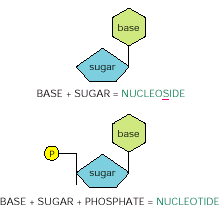 base
sugar
BASE + SUGAR = NUCLEOSIDE
base
P
sugar
BASE + SUGAR + PHOSPHATE = NUCLEOTIDE